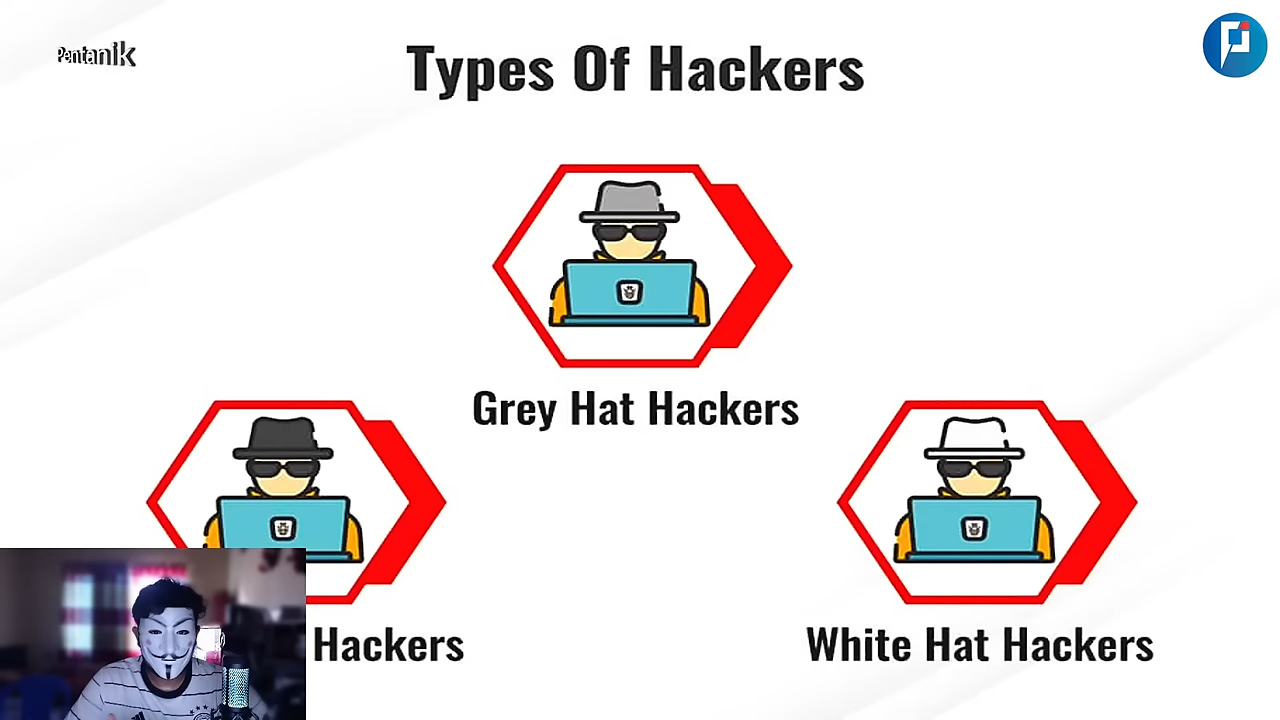 Pentanik
Types Of Hackers
Grey Hat Hackers
Hackers
White Hat Hackers